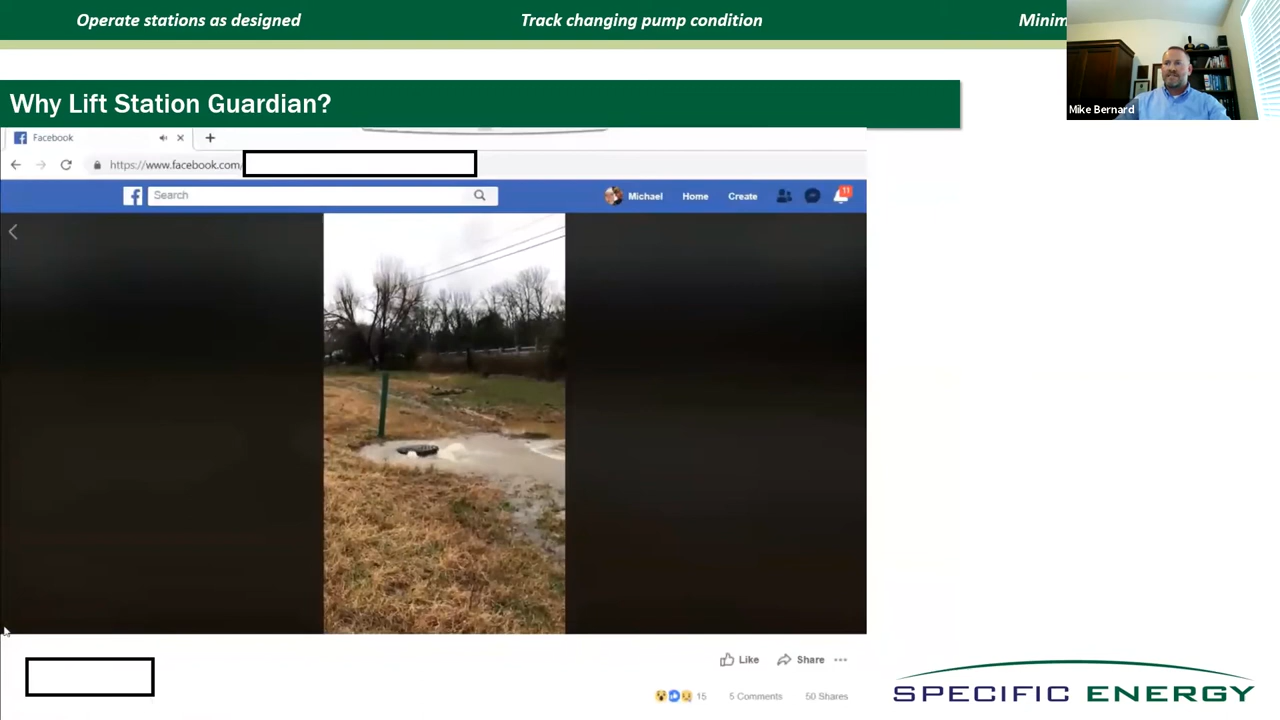 Operate stations as designed Track changing pump condition Minim
Mike Bernard
Why Lift Station Guardian?
Facebook
https://www.facebook.com/
Search
Michael Home Create 11
Like Share
15 5 Comments 50 Shares
SPECIFIC ENERGY